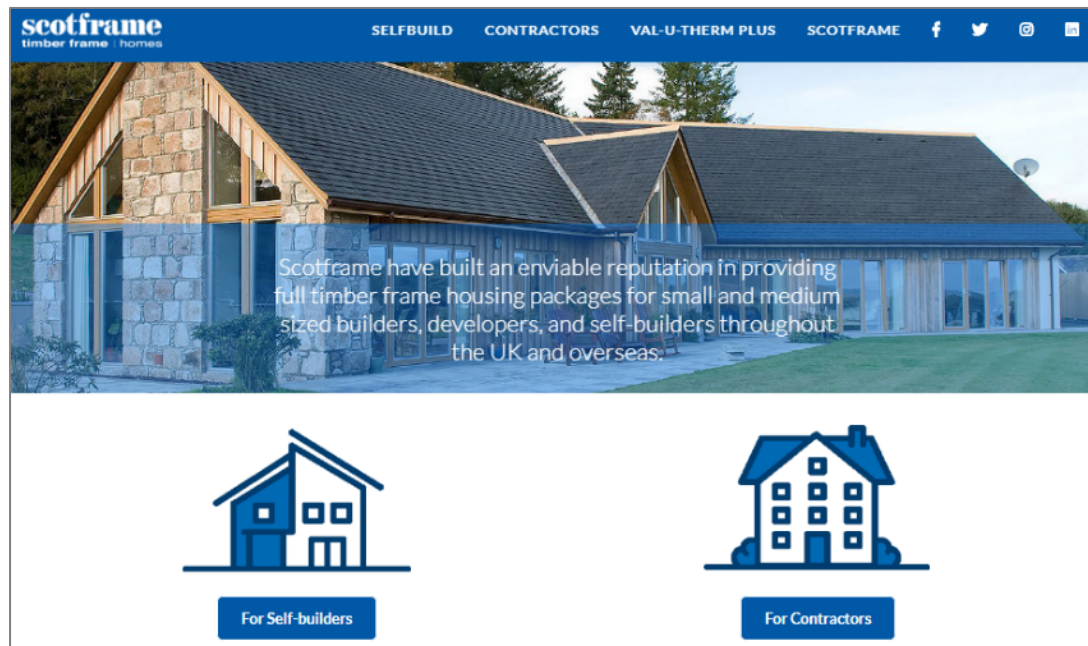 scotframe
timber frame | homes
SELFBUILD CONTRACTORS VAL-U-THERM PLUS SCOTFRAME
Scotframe have built an enviable reputation in providing
full timber frame housing packages for small and medium
sized builders, developers, and self-builders throughout
the UK and overseas.
For Self-builders
For Contractors